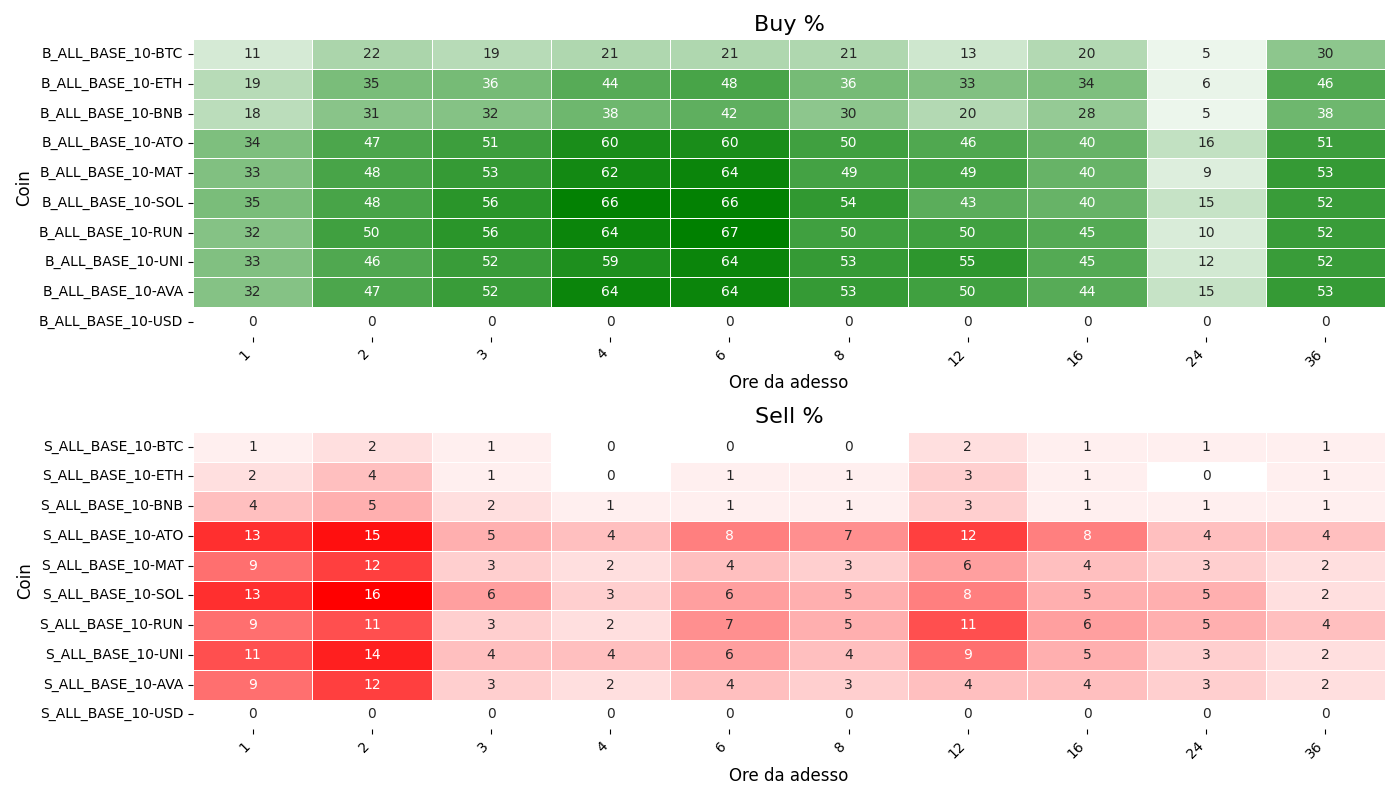 Buy %
Coin
B_ALL_BASE_10-BTC 11 22 19 21 21 21 13 20 5 30
B_ALL_BASE_10-ETH 19 35 36 44 48 36 33 34 6 46
B_ALL_BASE_10-BNB 18 31 32 38 42 30 20 28 5 38
B_ALL_BASE_10-ATO 34 47 51 60 60 50 46 40 16 51
B_ALL_BASE_10-MAT 33 48 53 62 64 49 49 40 9 53
B_ALL_BASE_10-SOL 35 48 56 66 66 54 43 40 15 52
B_ALL_BASE_10-RUN 32 50 56 64 67 50 50 45 10 52
B_ALL_BASE_10-UNI 33 46 52 59 64 53 55 45 12 52
B_ALL_BASE_10-AVA 32 47 52 64 64 53 50 44 15 53
B_ALL_BASE_10-USD 0 0 0 0 0 0 0 0 0 0
1 2 3 4 6 8 12 16 24 36
Ore da adesso
Sell %
Coin
S_ALL_BASE_10-BTC 1 2 1 0 0 0 2 1 1 1
S_ALL_BASE_10-ETH 2 4 1 0 1 1 3 1 0 1
S_ALL_BASE_10-BNB 4 5 2 1 1 1 3 1 1 1
S_ALL_BASE_10-ATO 13 15 5 4 8 7 12 8 4 4
S_ALL_BASE_10-MAT 9 12 3 2 4 3 6 4 3 2
S_ALL_BASE_10-SOL 13 16 6 3 6 5 8 5 5 2
S_ALL_BASE_10-RUN 9 11 3 2 7 5 11 6 5 4
S_ALL_BASE_10-UNI 11 14 4 4 6 4 9 5 3 2
S_ALL_BASE_10-AVA 9 12 3 2 4 3 4 4 3 2
S_ALL_BASE_10-USD 0 0 0 0 0 0 0 0 0 0
1 2 3 4 6 8 12 16 24 36
Ore da adesso